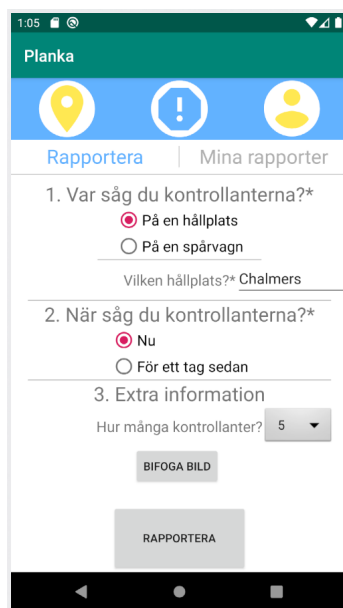 1:05
Planka
Rapportera Mina rapporter
1. Var såg du kontrollanterna?*
På en hållplats
På en spårvagn
Vilken hållplats?* Chalmers
2. När såg du kontrollanterna?*
Nu
För ett tag sedan
3. Extra information
Hur många kontrollanter? 5
BIFOGA BILD
RAPPORTERA